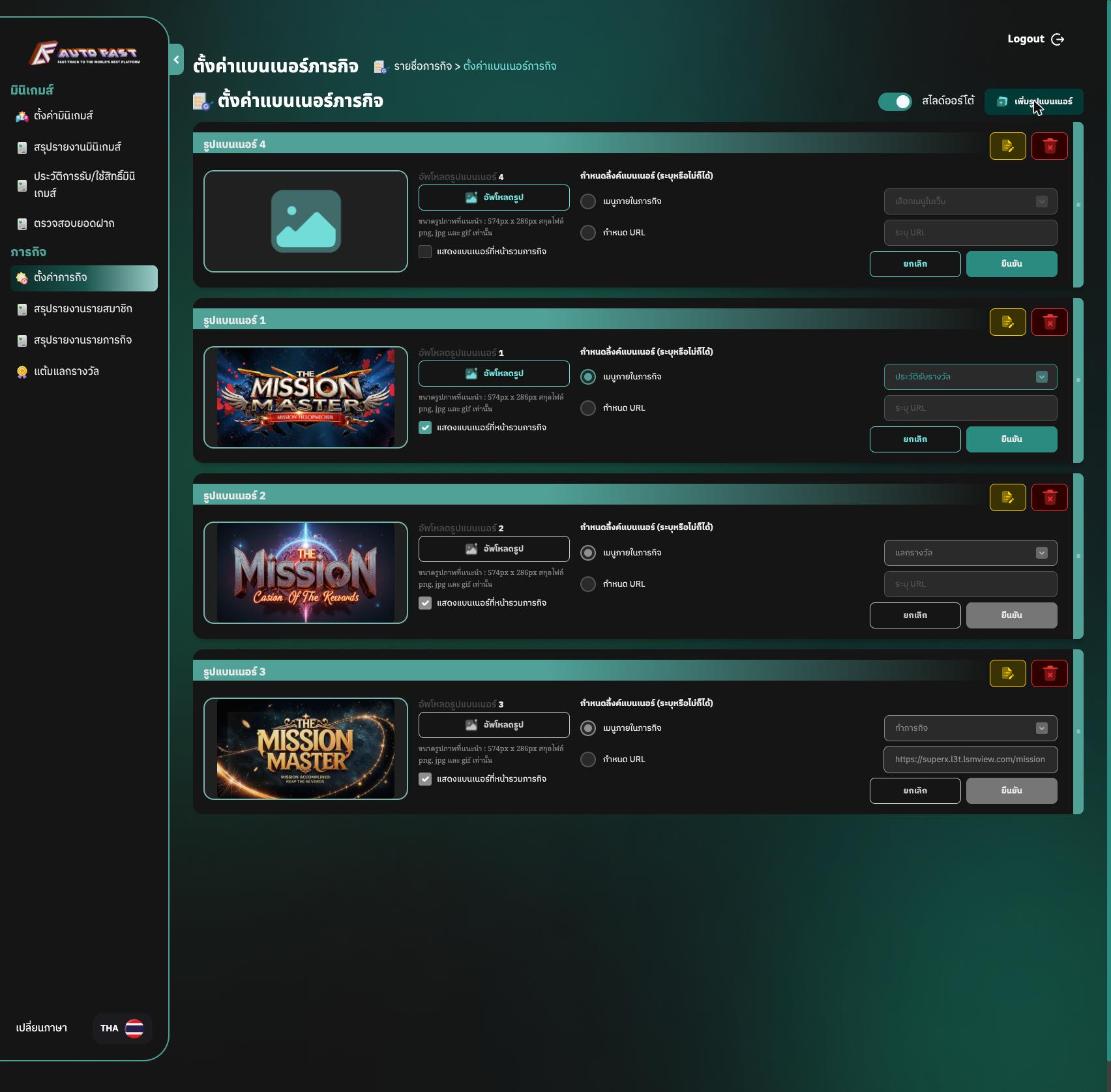 AUTO FAST
FAST TRACK TO THE WORLD'S BEST PLATFORM
Logout
มินิเกมส์
ตั้งค่ามินิเกมส์
สรุปรายงานมินิเกมส์
ประวัติการรับ/ใช้สิทธิ์มินิ
เกมส์
ตรวจสอบยอดฝาก
ภารกิจ
ตั้งค่าภารกิจ
สรุปรายงานรายสมาชิก
สรุปรายงานรายภารกิจ
แต้มแลกรางวัล
เปลี่ยนภาษา THA
ตั้งค่าแบนเนอร์ภารกิจ รายชื่อภารกิจ > ตั้งค่าแบนเนอร์ภารกิจ
ตั้งค่าแบนเนอร์ภารกิจ สไลด์ออร์โต้ เพิ่มรูปแบนเนอร์
รูปแบนเนอร์ 4
อัพโหลดรูปแบนเนอร์ 4 กำหนดลิ้งค์แบนเนอร์ (ระบุหรือไม่ก็ได้)
อัพโหลดรูป เมนูภายในภารกิจ เลือกเมนูในเว็บ
ขนาดรูปภาพที่แนะนำ : 574px x 286px สกุลไฟล์
png, jpg และ gif เท่านั้น กำหนด URL ระบุ URL
แสดงแบนเนอร์ที่หน้ารวมภารกิจ
ยกเลิก ยืนยัน
รูปแบนเนอร์ 1
THE
MISSION
MASTER
อัพโหลดรูปแบนเนอร์ 1 กำหนดลิ้งค์แบนเนอร์ (ระบุหรือไม่ก็ได้)
อัพโหลดรูป เมนูภายในภารกิจ ประวัติรับรางวัล
ขนาดรูปภาพที่แนะนำ : 574px x 286px สกุลไฟล์
png, jpg และ gif เท่านั้น กำหนด URL ระบุ URL
แสดงแบนเนอร์ที่หน้ารวมภารกิจ
ยกเลิก ยืนยัน
รูปแบนเนอร์ 2
THE
MISSION
Casion Of The Rewards
อัพโหลดรูปแบนเนอร์ 2 กำหนดลิ้งค์แบนเนอร์ (ระบุหรือไม่ก็ได้)
อัพโหลดรูป เมนูภายในภารกิจ แลกรางวัล
ขนาดรูปภาพที่แนะนำ : 574px x 286px สกุลไฟล์
png, jpg และ gif เท่านั้น กำหนด URL ระบุ URL
แสดงแบนเนอร์ที่หน้ารวมภารกิจ
ยกเลิก ยืนยัน
รูปแบนเนอร์ 3
THE
MISSION
MASTER
MISSION ACCOMPLISHED
REAP THE REWARDS
อัพโหลดรูปแบนเนอร์ 3 กำหนดลิ้งค์แบนเนอร์ (ระบุหรือไม่ก็ได้)
อัพโหลดรูป เมนูภายในภารกิจ ทำภารกิจ
ขนาดรูปภาพที่แนะนำ : 574px x 286px สกุลไฟล์
png, jpg และ gif เท่านั้น กำหนด URL https://superx.l3t.lsmview.com/mission
แสดงแบนเนอร์ที่หน้ารวมภารกิจ
ยกเลิก ยืนยัน